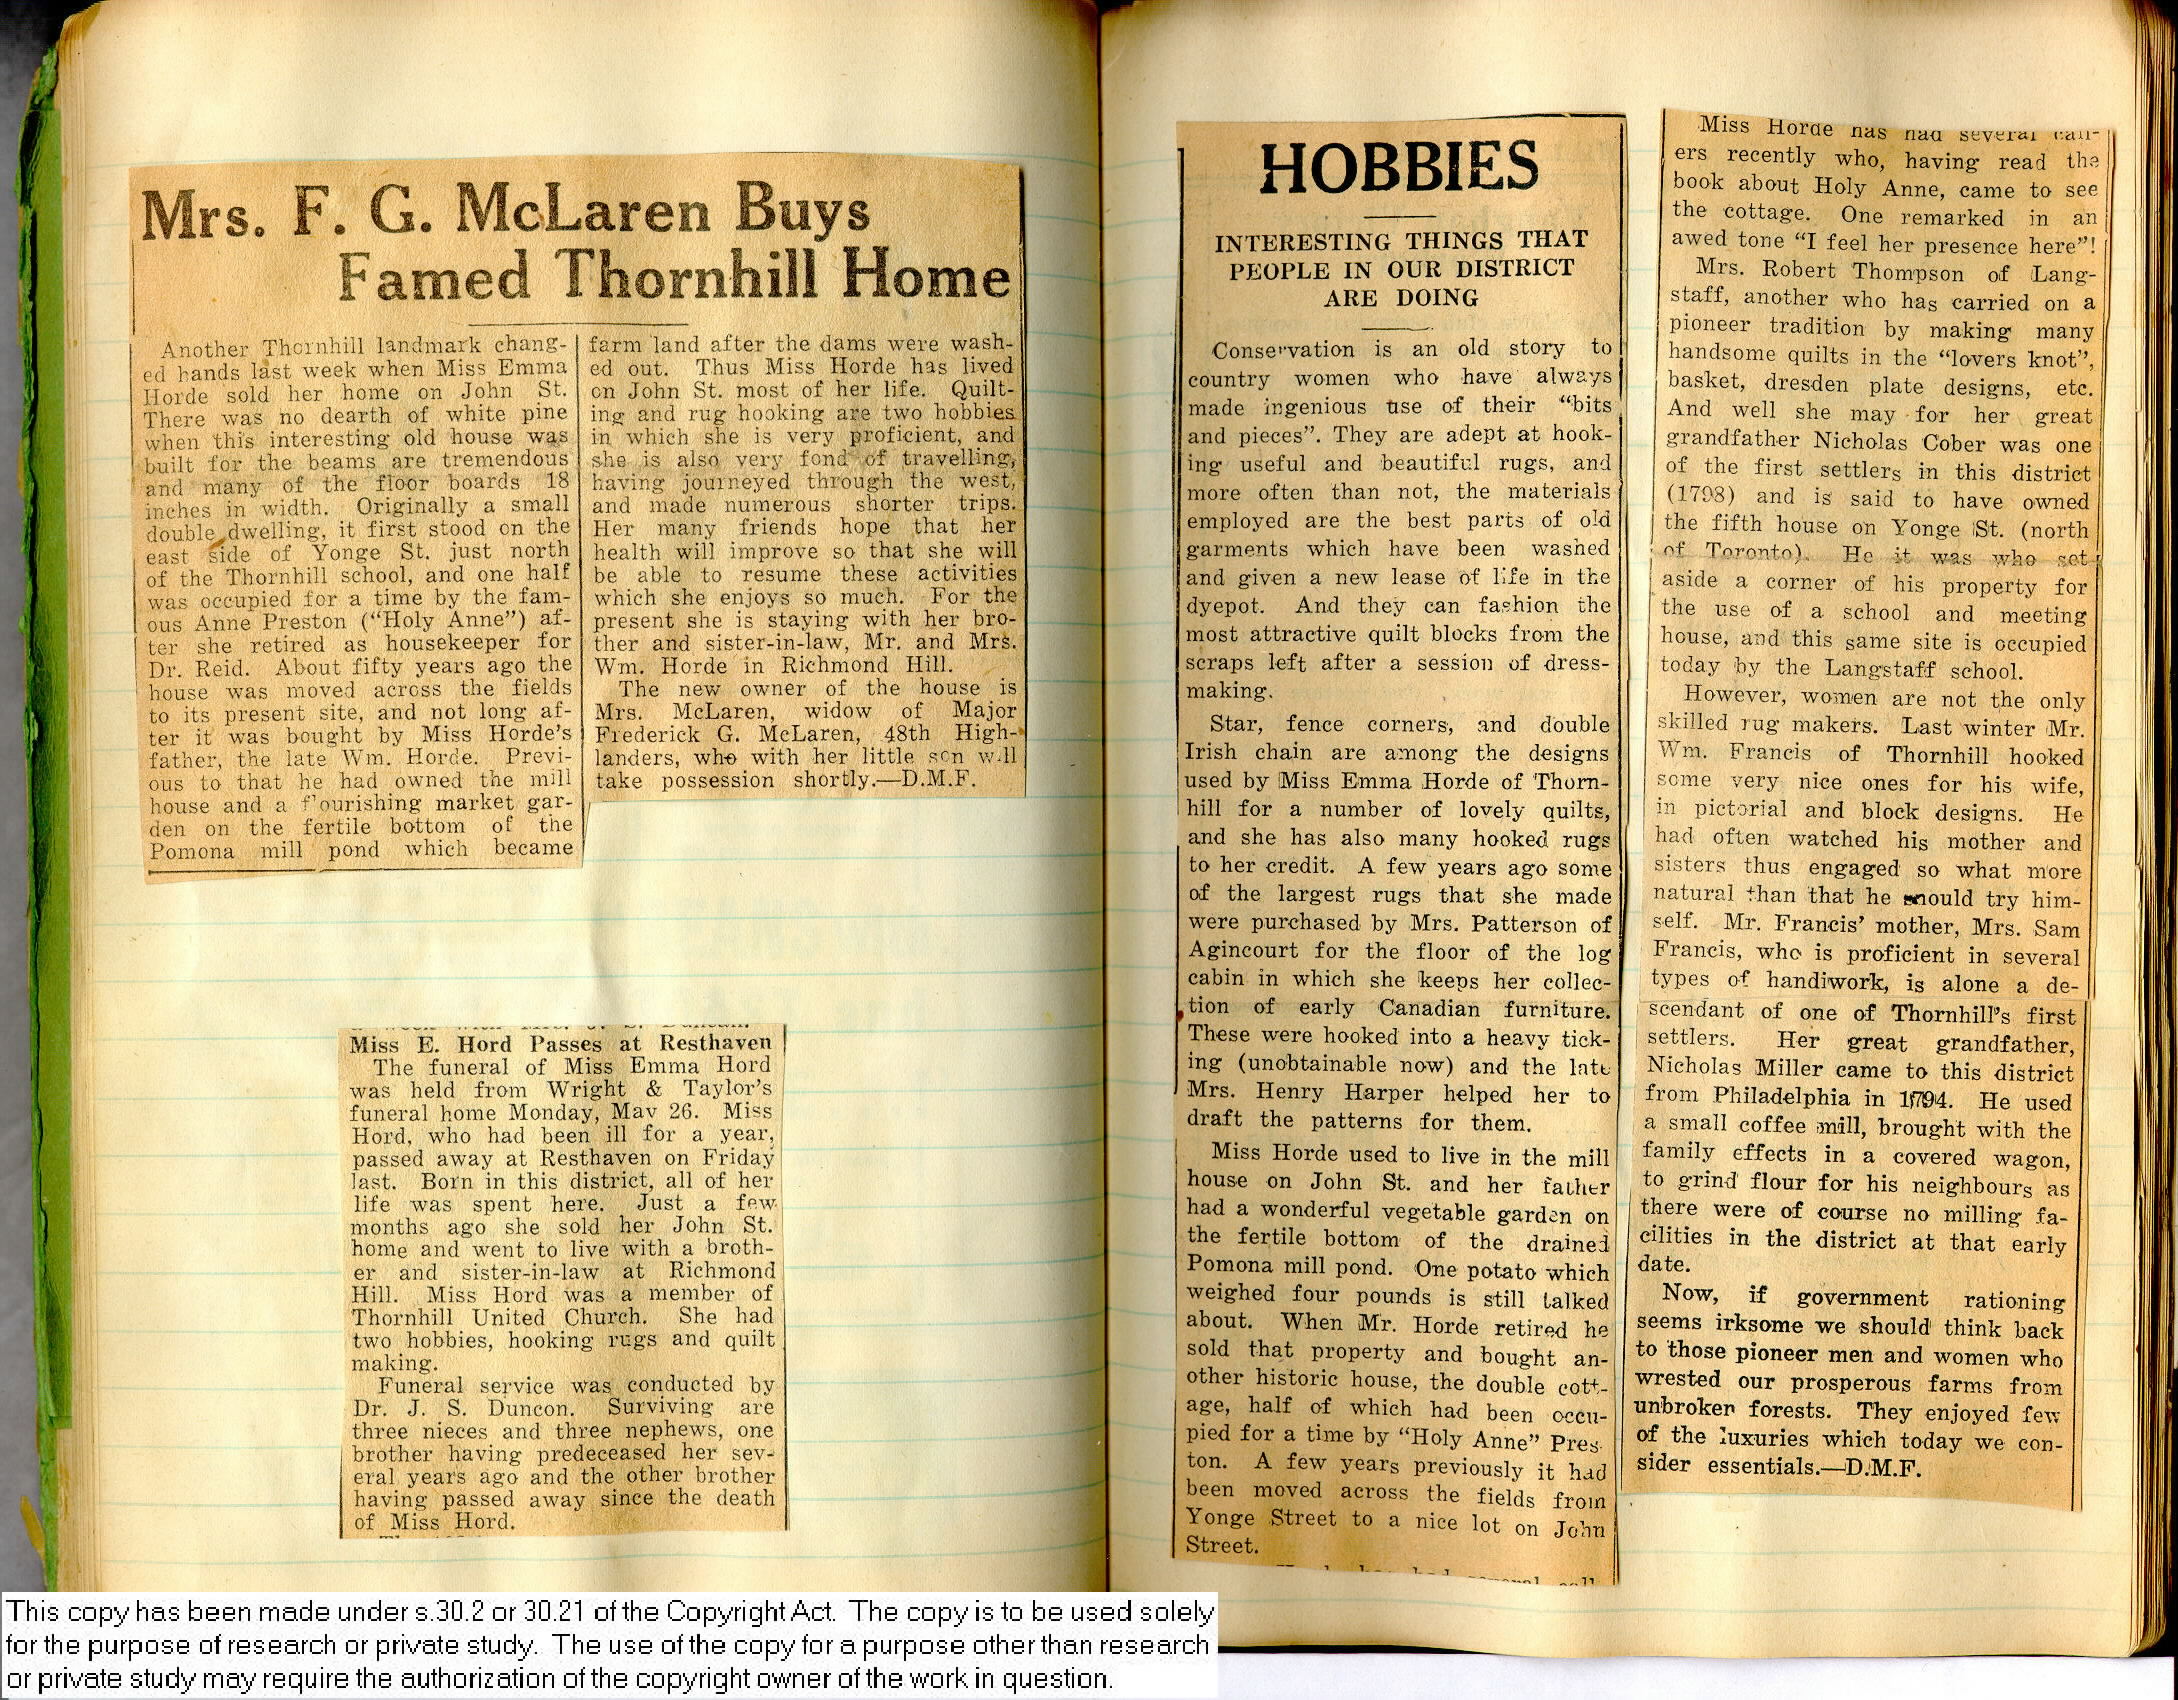 Mrs. F. G. McLaren Buys
Famed Thornhill Home
Another Thornhill landmark chang-
ed hands last week when Miss Emma
Horde sold her home on John St.
There was no dearth of white pine
when this interesting old house was
built for the beams are tremendous
and many of the floor boards 18
inches in width. Originally a small
double dwelling, it first stood on the
east side of Yonge St. just north
of the Thornhill school, and one half
was occupied for a time by the fam-
ous Anne Preston ("Holy Anne") af-
ter she retired as housekeeper for
Dr. Reid. About fifty years ago the
house was moved across the fields
to its present site, and not long af-
ter it was bought by Miss Horde's
father, the late Wm. Horde. Previ-
ous to that he had owned the mill
house and a flourishing market gar-
den on the fertile bottom of the
Pomona mill pond which became
farm land after the dams were wash-
ed out. Thus Miss Horde has lived
on John St. most of her life. Quilt-
ing and rug hooking are two hobbies
in which she is very proficient, and
she is also very fond of travelling,
having journeyed through the west,
and made numerous shorter trips.
Her many friends hope that her
health will improve so that she will
be able to resume these activities
which she enjoys so much. For the
present she is staying with her bro-
ther and sister-in-law, Mr. and Mrs.
Wm. Horde in Richmond Hill.
The new owner of the house is
Mrs. McLaren, widow of Major
Frederick G. McLaren, 48th High-
landers, who with her little son will
take possession shortly.—D.M.F.
Miss E. Hord Passes at Resthaven
The funeral of Miss Emma Hord
was held from Wright & Taylor's
funeral home Monday, May 26. Miss
Hord, who had been ill for a year,
passed away at Resthaven on Friday
last. Born in this district, all of her
life was spent here. Just a few
months ago she sold her John St.
home and went to live with a broth-
er and sister-in-law at Richmond
Hill. Miss Hord was a member of
Thornhill United Church. She had
two hobbies, hooking rugs and quilt
making.
Funeral service was conducted by
Dr. J. S. Duncon. Surviving are
three nieces and three nephews, one
brother having predeceased her sev-
eral years ago and the other brother
having passed away since the death
of Miss Hord.
HOBBIES
INTERESTING THINGS THAT
PEOPLE IN OUR DISTRICT
ARE DOING
Conservation is an old story to
country women who have always
made ingenious use of their "bits
and pieces". They are adept at hook-
ing useful and beautiful rugs, and
more often than not, the materials
employed are the best parts of old
garments which have been washed
and given a new lease of life in the
dyepot. And they can fashion the
most attractive quilt blocks from the
scraps left after a session of dress-
making.
Star, fence corners, and double
Irish chain are among the designs
used by Miss Emma Horde of Thorn-
hill for a number of lovely quilts,
and she has also many hooked rugs
to her credit. A few years ago some
of the largest rugs that she made
were purchased by Mrs. Patterson of
Agincourt for the floor of the log
cabin in which she keeps her collec-
tion of early Canadian furniture.
These were hooked into a heavy tick-
ing (unobtainable now) and the late
Mrs. Henry Harper helped her to
draft the patterns for them.
Miss Horde used to live in the mill
house on John St. and her father
had a wonderful vegetable garden on
the fertile bottom of the drained
Pomona mill pond. One potato which
weighed four pounds is still talked
about. When Mr. Horde retired he
sold that property and bought an-
other historic house, the double cott-
age, half of which had been occu-
pied for a time by "Holy Anne" Pres-
ton. A few years previously it had
been moved across the fields from
Yonge Street to a nice lot on John
Street.
Miss Horde has had several call-
ers recently who, having read the
book about Holy Anne, came to see
the cottage. One remarked in an
awed tone "I feel her presence here"!
Mrs. Robert Thompson of Lang-
staff, another who has carried on a
pioneer tradition by making many
handsome quilts in the "lovers knot",
basket, dresden plate designs, etc.
And well she may for her great
grandfather Nicholas Cober was one
of the first settlers in this district
(1798) and is said to have owned
the fifth house on Yonge St. (north
of Toronto). He it was who set
aside a corner of his property for
the use of a school and meeting
house, and this same site is occupied
today by the Langstaff school.
However, women are not the only
skilled rug makers. Last winter Mr.
Wm. Francis of Thornhill hooked
some very nice ones for his wife,
in pictorial and block designs. He
had often watched his mother and
sisters thus engaged so what more
natural than that he should try him-
self. Mr. Francis' mother, Mrs. Sam
Francis, who is proficient in several
types of handiwork, is alone a de-
scendant of one of Thornhill's first
settlers. Her great grandfather,
Nicholas Miller came to this district
from Philadelphia in 1794. He used
a small coffee mill, brought with the
family effects in a covered wagon,
to grind flour for his neighbours as
there were of course no milling fa-
cilities in the district at that early
date.
Now, if government rationing
seems irksome we should think back
to those pioneer men and women who
wrested our prosperous farms from
unbroken forests. They enjoyed few
of the luxuries which today we con-
sider essentials.—D.M.F.
This copy has been made under s.30.2 or 30.21 of the Copyright Act. The copy is to be used solely
for the purpose of research or private study. The use of the copy for a purpose other than research
or private study may require the authorization of the copyright owner of the work in question.